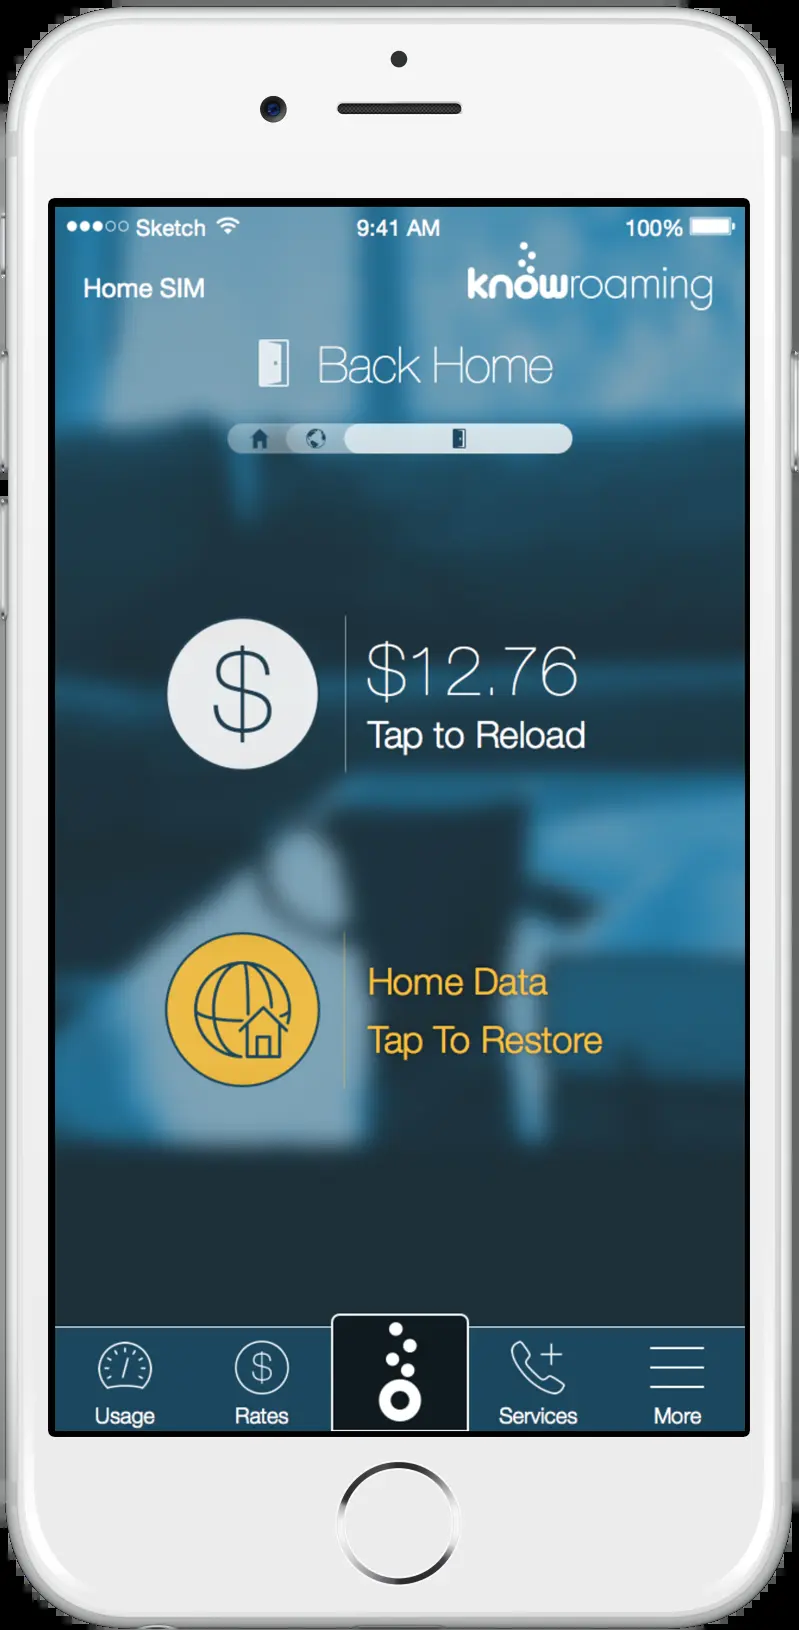 Sketch 9:41 AM 100%
Home SIM knowroaming
Back Home
$
$12.76
Tap to Reload
Home Data
Tap To Restore
$
Usage Rates Services More